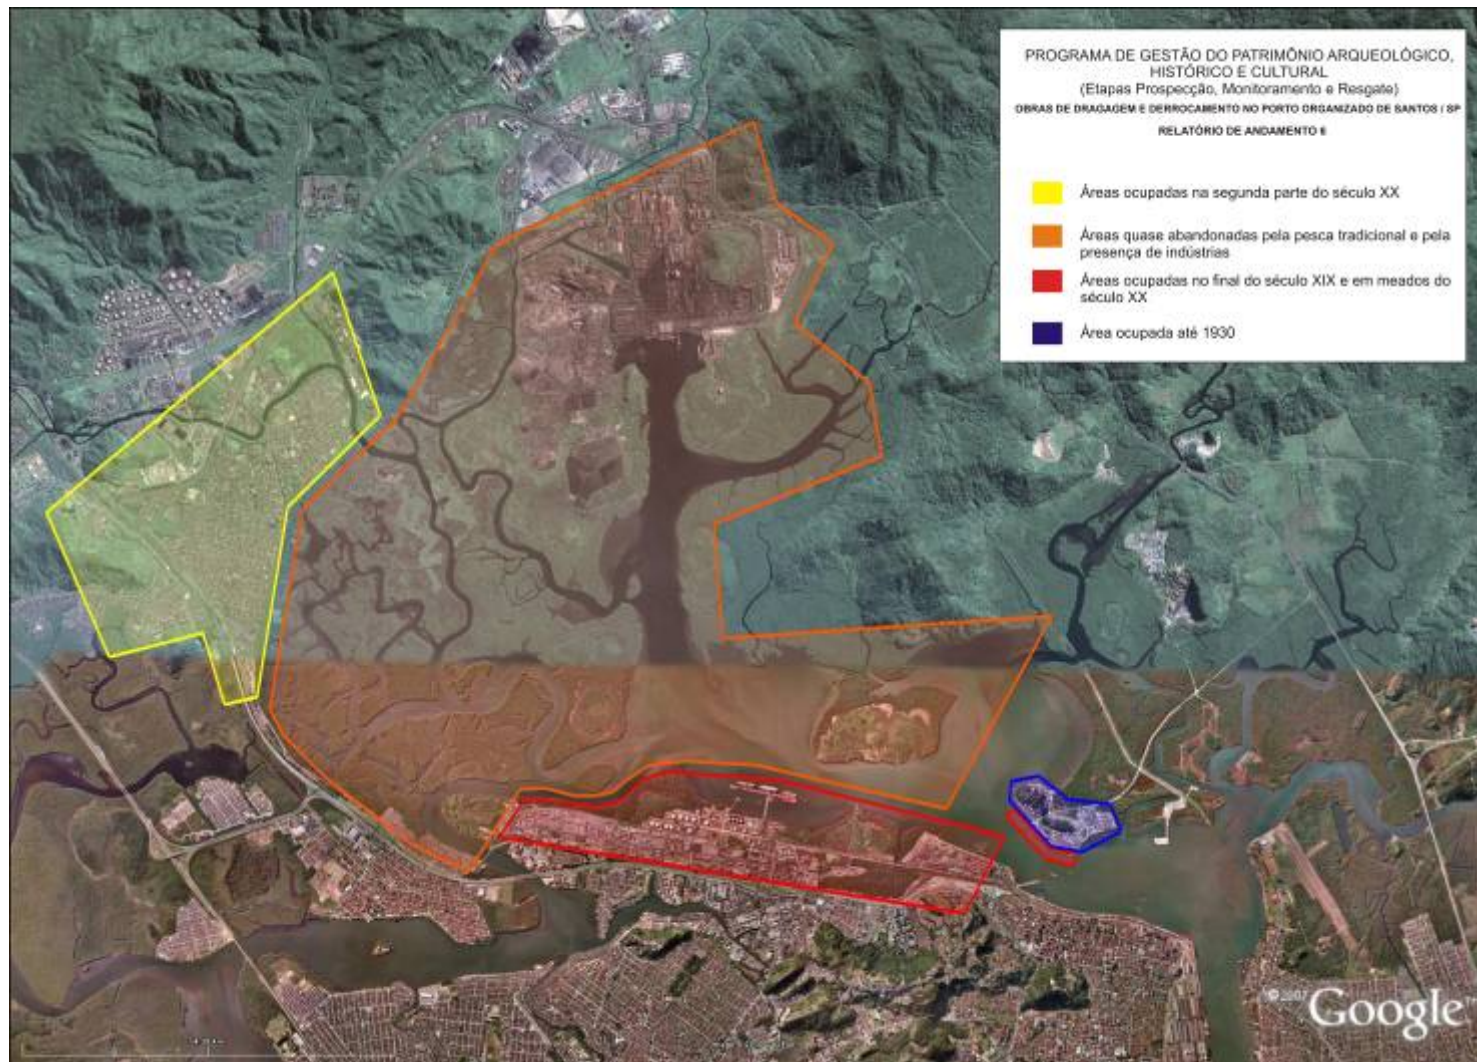 PROGRAMA DE GESTÃO DO PATRIMÔNIO ARQUEOLÓGICO,
HISTÓRICO E CULTURAL
(Etapas Prospecção, Monitoramento e Resgate)
OBRAS DE DRAGAGEM E DERROCAMENTO NO PORTO ORGANIZADO DE SANTOS / SP
RELATÓRIO DE ANDAMENTO 6
Áreas ocupadas na segunda parte do século XX
Áreas quase abandonadas pela pesca tradicional e pela
presença de indústrias
Áreas ocupadas no final do século XIX e em meados do
século XX
Área ocupada até 1930
© 2007 Google